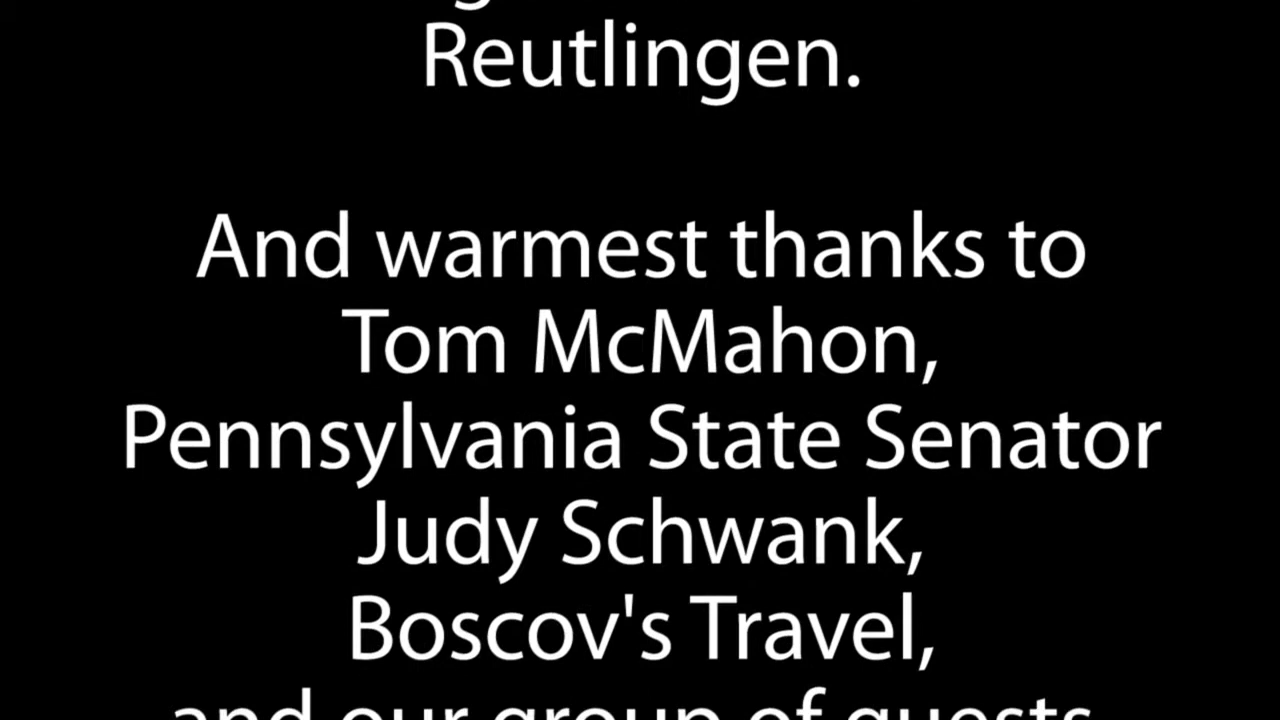 Reutlingen.
And warmest thanks to
Tom McMahon,
Pennsylvania State Senator
Judy Schwank,
Boscov's Travel,
and our group of guests